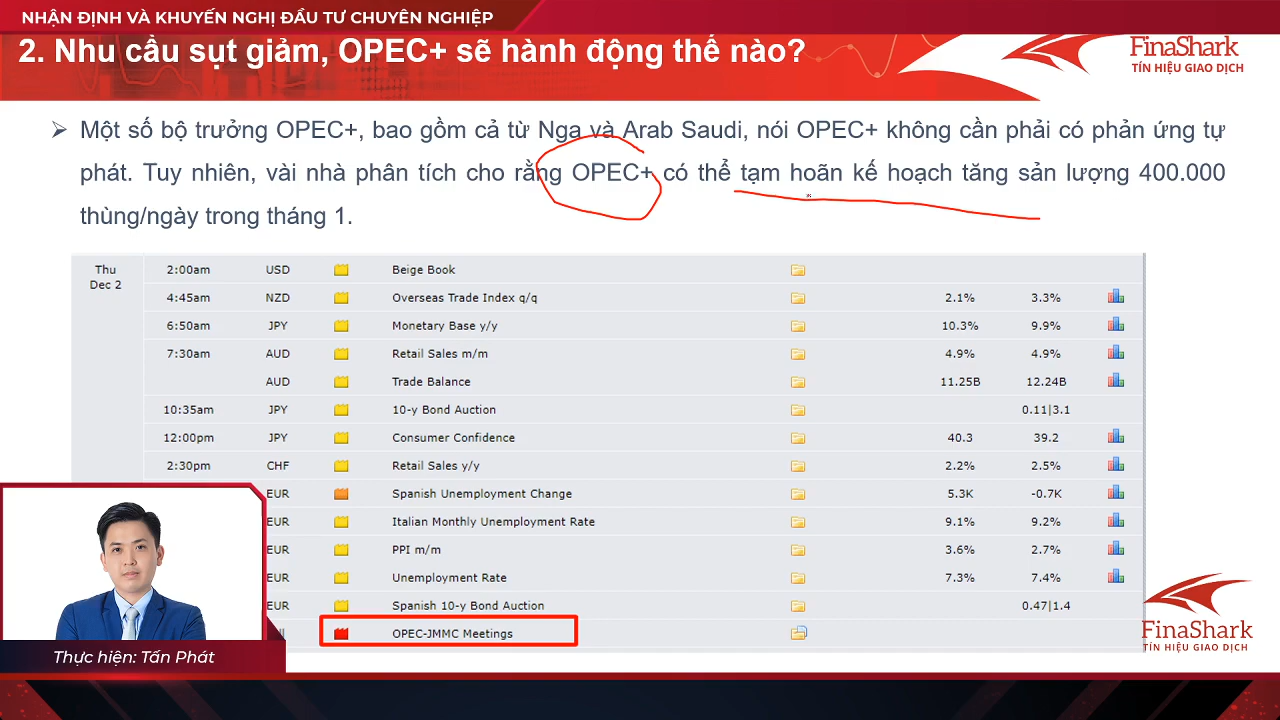 NHẬN ĐỊNH VÀ KHUYẾN NGHỊ ĐẦU TƯ CHUYÊN NGHIỆP
2. Nhu cầu sụt giảm, OPEC+ sẽ hành động thế nào?
FinaShark
TÍN HIỆU GIAO DỊCH
Một số bộ trưởng OPEC+, bao gồm cả từ Nga và Arab Saudi, nói OPEC+ không cần phải có phản ứng tự
phát. Tuy nhiên, vài nhà phân tích cho rằng OPEC+ có thể tạm hoãn kế hoạch tăng sản lượng 400.000
thùng/ngày trong tháng 1.
Thu 2:00am USD Beige Book
Dec 2
4:45am NZD Overseas Trade Index q/q 2.1% 3.3%
6:50am JPY Monetary Base y/y 10.3% 9.9%
7:30am AUD Retail Sales m/m 4.9% 4.9%
AUD Trade Balance 11.25B 12.24B
10:35am JPY 10-y Bond Auction 0.11|3.1
12:00pm JPY Consumer Confidence 40.3 39.2
2:30pm CHF Retail Sales y/y 2.2% 2.5%
EUR Spanish Unemployment Change 5.3K -0.7K
EUR Italian Monthly Unemployment Rate 9.1% 9.2%
EUR PPI m/m 3.6% 2.7%
EUR Unemployment Rate 7.3% 7.4%
EUR Spanish 10-y Bond Auction 0.47|1.4
OPEC-JMMC Meetings
FinaShark
TÍN HIỆU GIAO DỊCH
Thực hiện: Tấn Phát